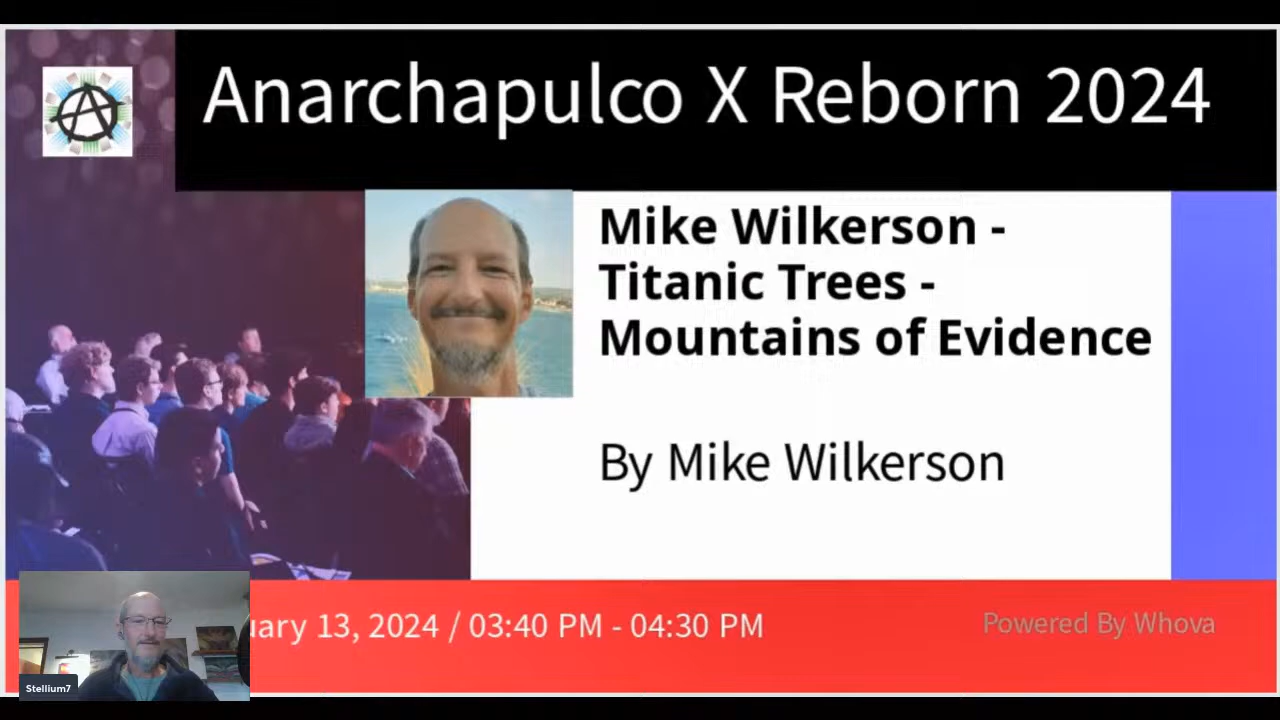 Anarchapulco X Reborn 2024
Mike Wilkerson -
Titanic Trees -
Mountains of Evidence
By Mike Wilkerson
uary 13, 2024 / 03:40 PM - 04:30 PM
Powered By Whova
Stellium7